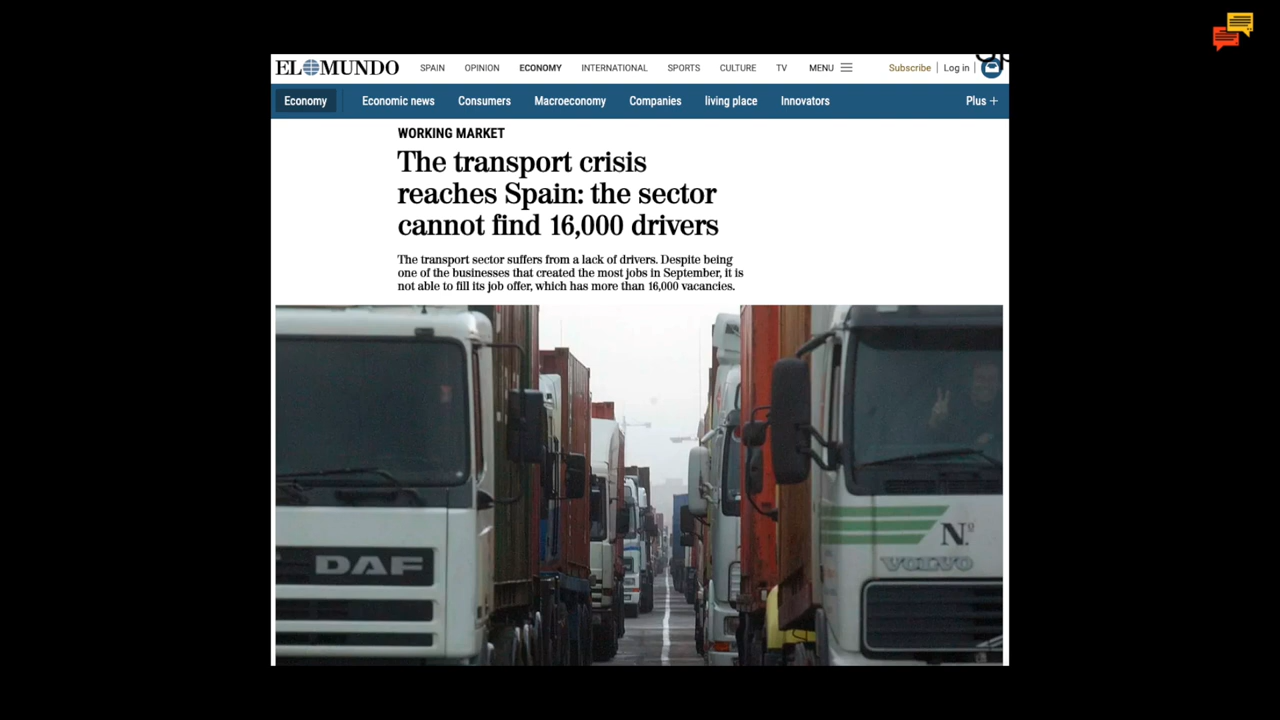 EL MUNDO SPAIN OPINION ECONOMY INTERNATIONAL SPORTS CULTURE TV MENU Subscribe Log in
Economy Economic news Consumers Macroeconomy Companies living place Innovators Plus +
WORKING MARKET
The transport crisis
reaches Spain: the sector
cannot find 16,000 drivers
The transport sector suffers from a lack of drivers. Despite being
one of the businesses that created the most jobs in September, it is
not able to fill its job offer, which has more than 16,000 vacancies.
DAF
N.º
VOLVO